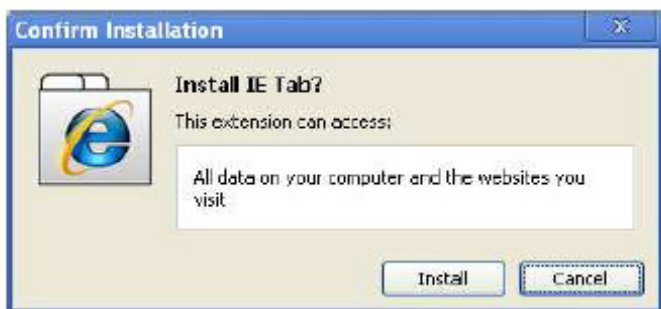 Confirm Installation
Install IE Tab?
This extension can access:
All data on your computer and the websites you
visit
Install
Cancel